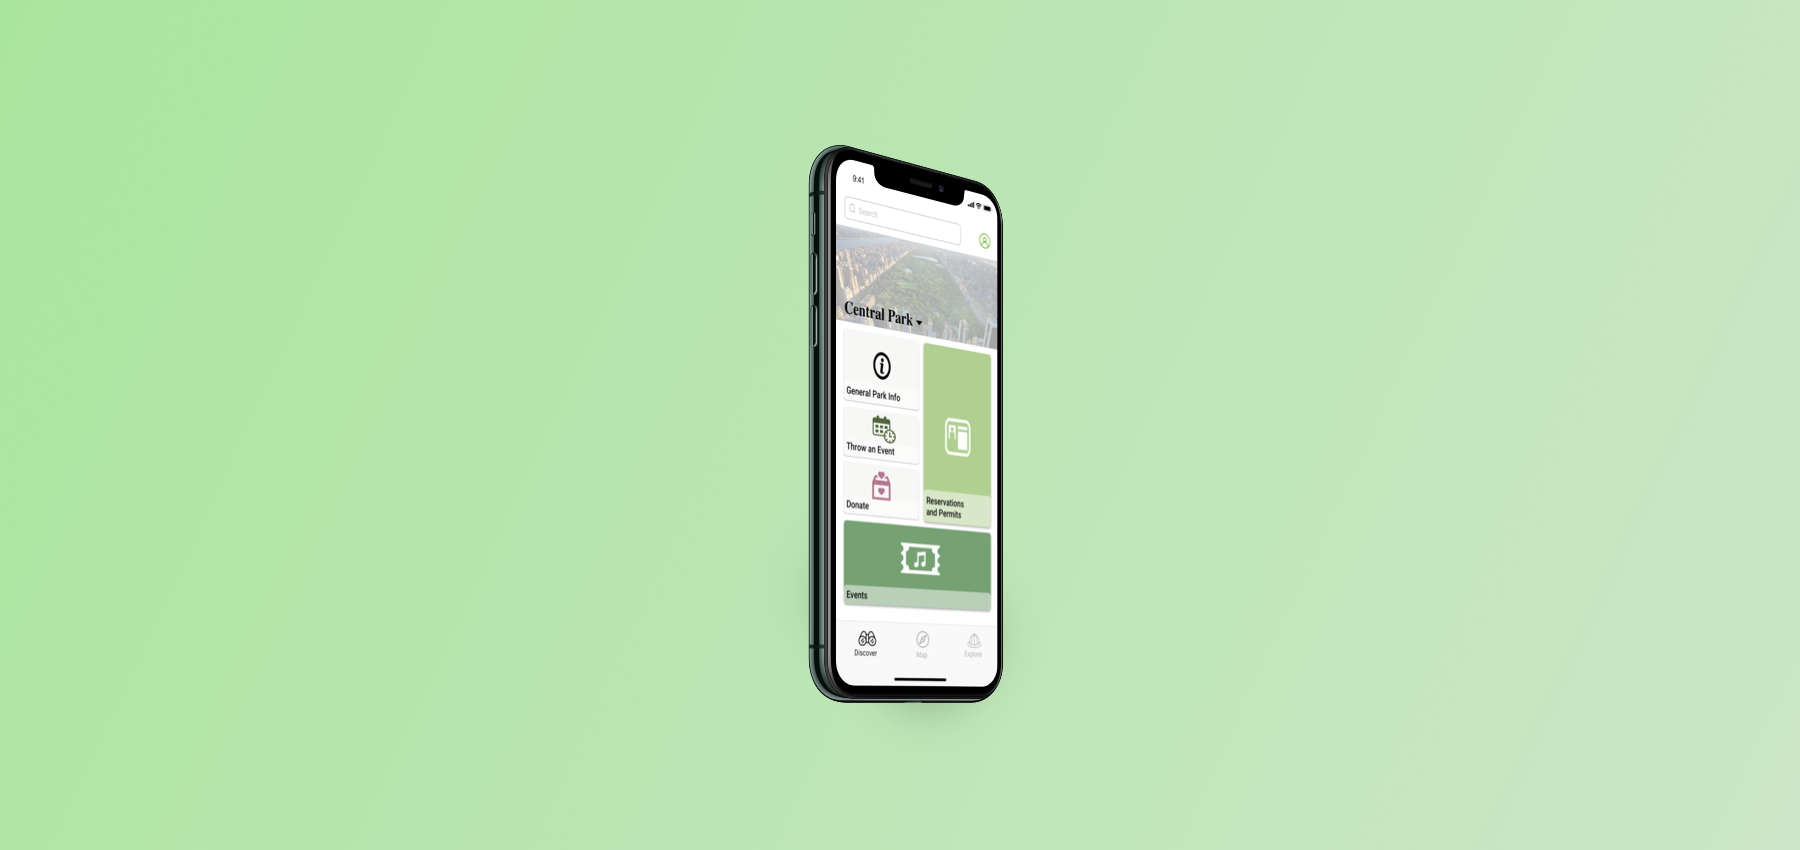 9:41
Search
Central Park
General Park Info
Throw an Event
Donate
Reservations
and Permits
Events
Discover
Map
Explore